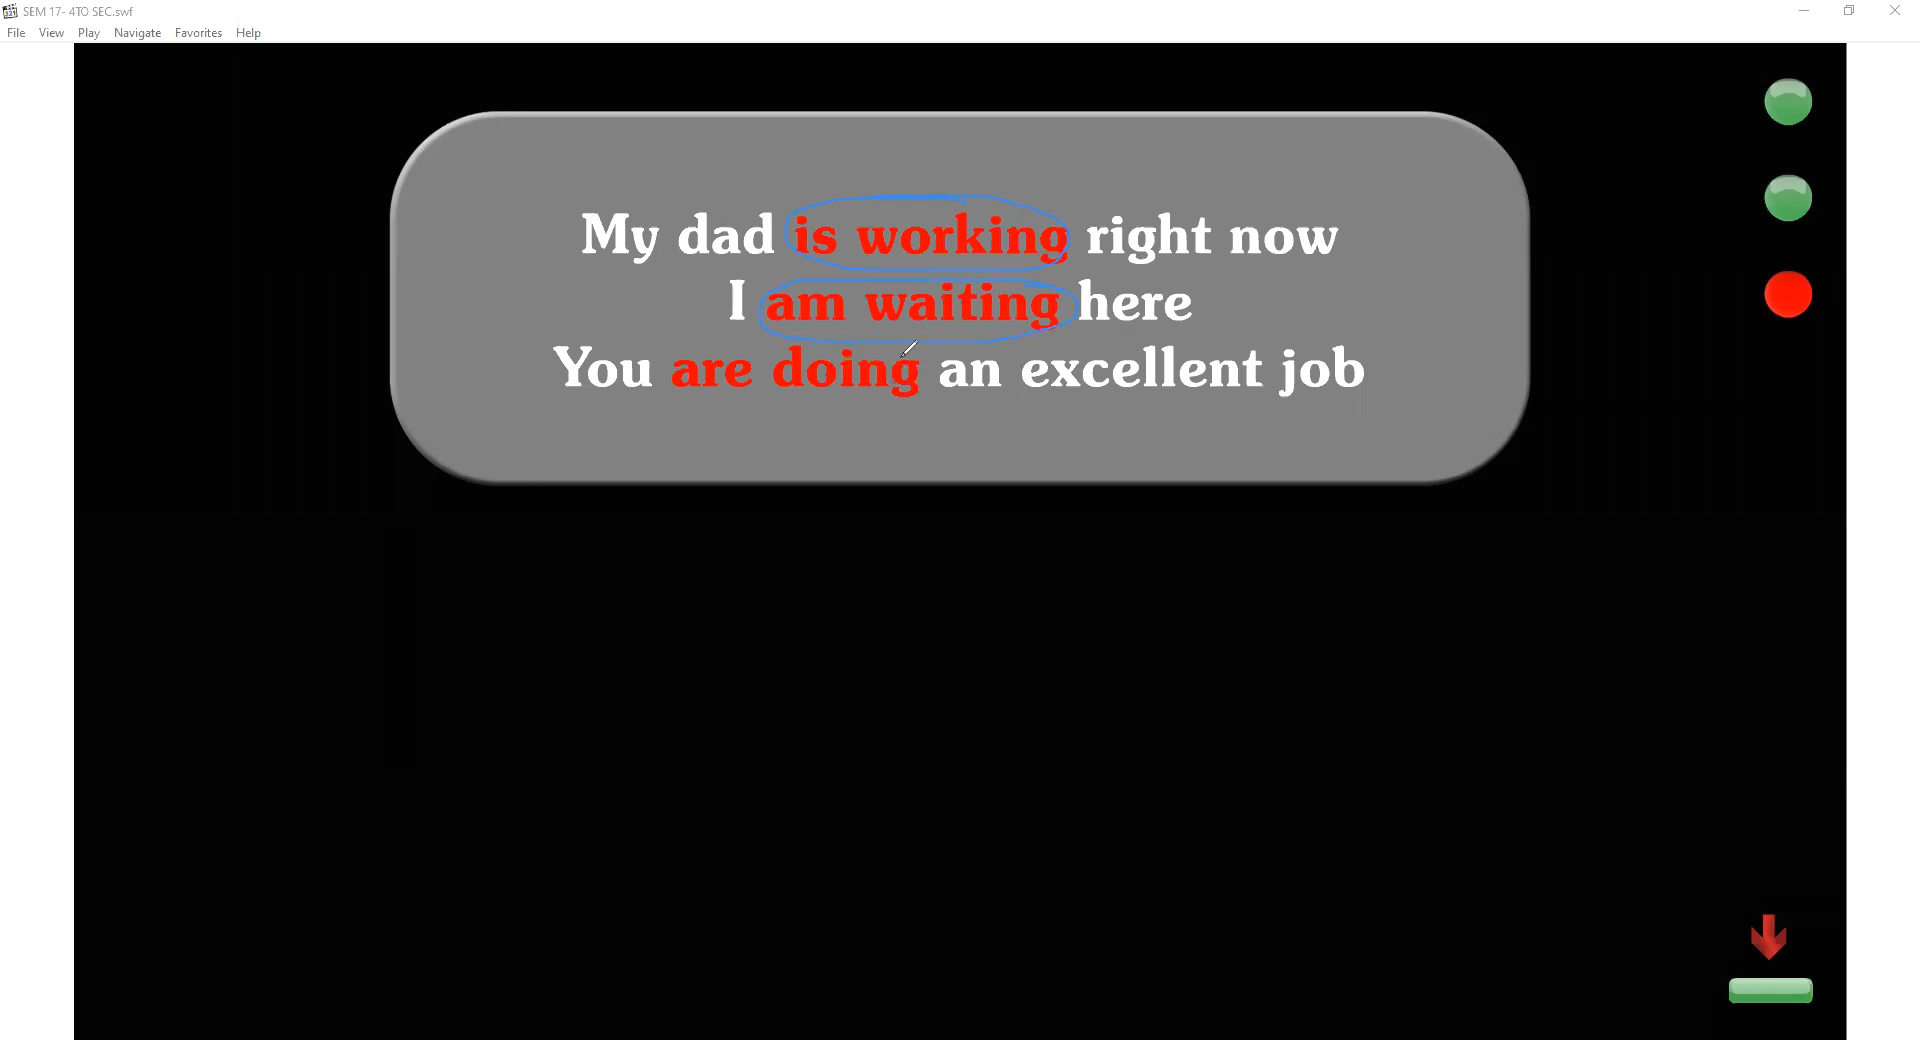 SEM 17- 4TO SEC.swf
File View Play Navigate Favorites Help
My dad is working right now
I am waiting here
You are doing an excellent job